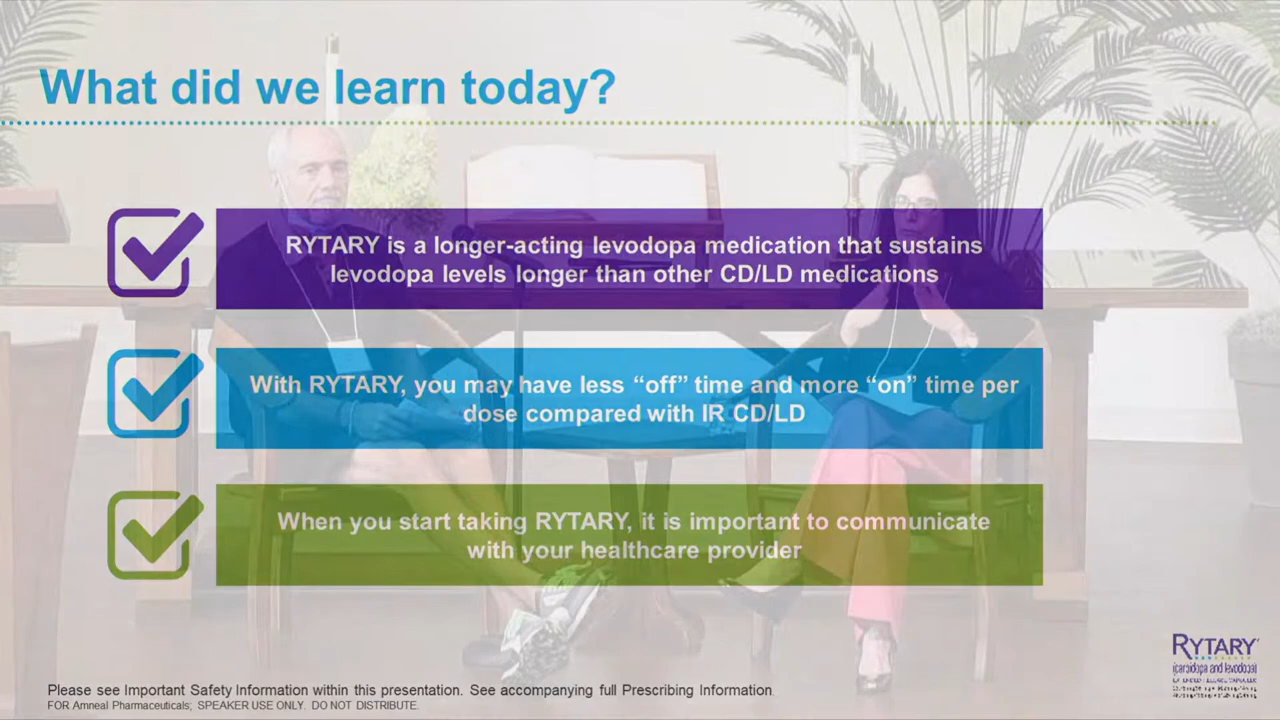 What did we learn today?
RYTARY is a longer-acting levodopa medication that sustains
levodopa levels longer than other CD/LD medications
With RYTARY, you may have less “off” time and more “on” time per
dose compared with IR CD/LD
When you start taking RYTARY, it is important to communicate
with your healthcare provider
RYTARY
(carbidopa and levodopa)
Please see Important Safety Information within this presentation. See accompanying full Prescribing Information.
FOR Amneal Pharmaceuticals; SPEAKER USE ONLY. DO NOT DISTRIBUTE.